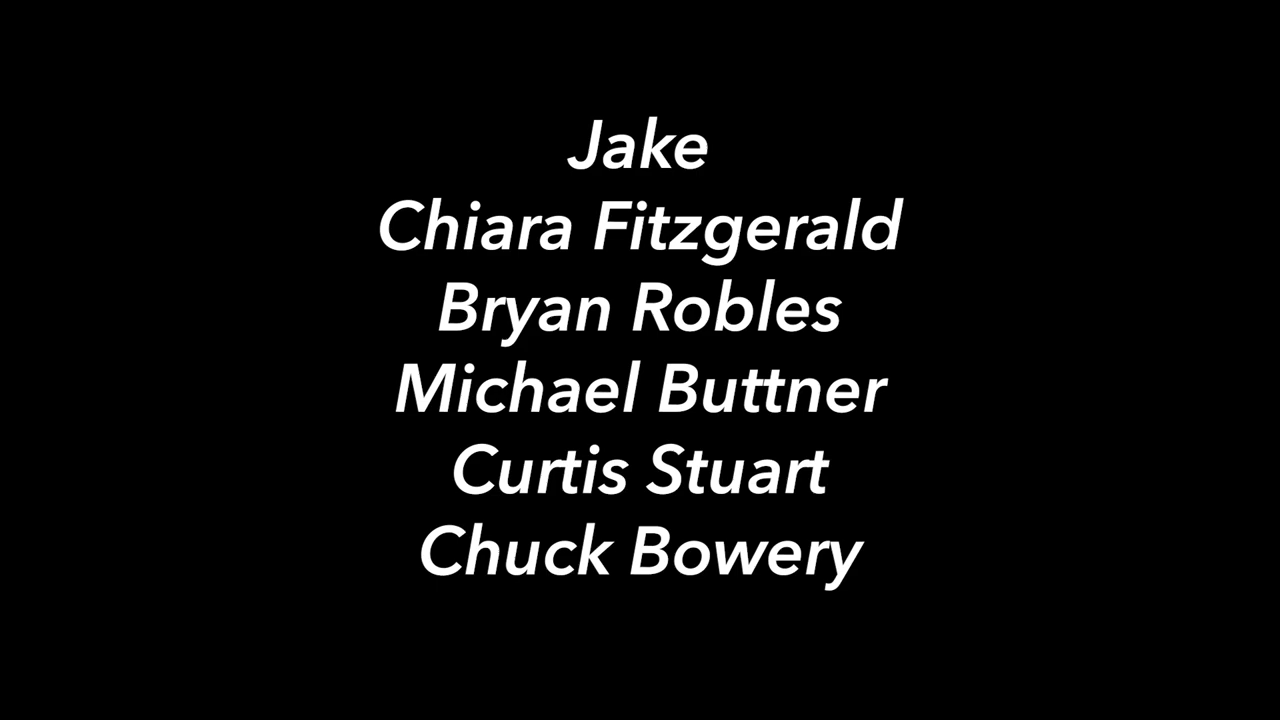 Jake
Chiara Fitzgerald
Bryan Robles
Michael Buttner
Curtis Stuart
Chuck Bowery